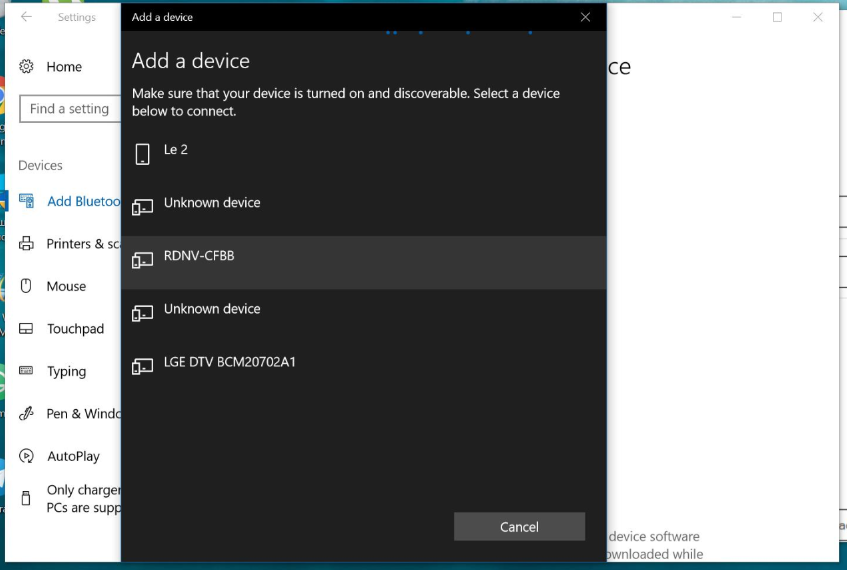 Settings
Add a device
Home
Find a setting
Devices
Add Bluetoo
Printers & sca
Mouse
Touchpad
Typing
Pen & Windo
AutoPlay
Only charger
PCs are supp
Add a device
Make sure that your device is turned on and discoverable. Select a device
below to connect.
Le 2
Unknown device
RDNV-CFBB
Unknown device
LGE DTV BCM20702A1
Cancel
ce
device software
ownloaded while